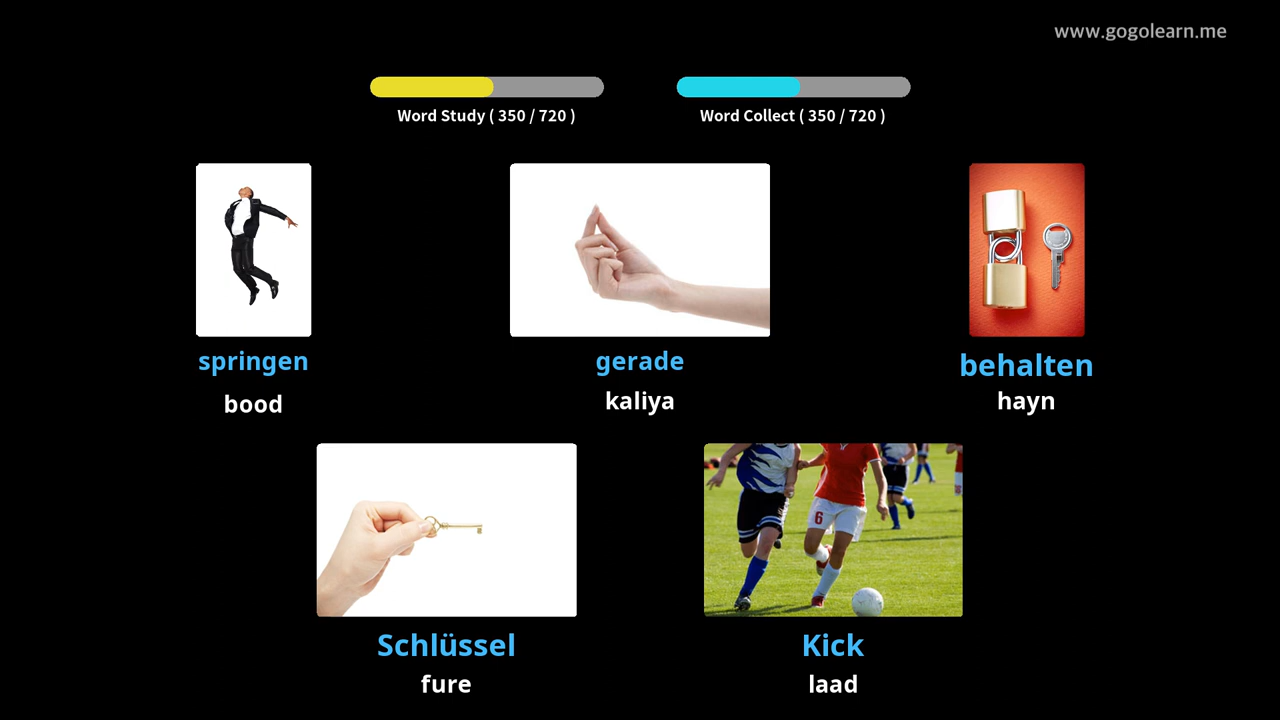 www.gogolearn.me
Word Study ( 350 / 720 )
Word Collect ( 350 / 720 )
springen
gerade
behalten
bood
kaliya
hayn
6
Schlüssel
Kick
fure
laad